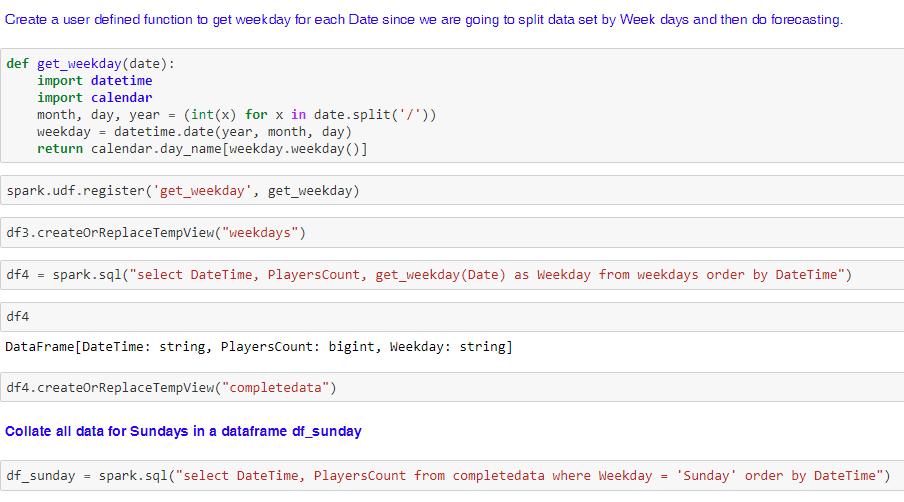 Create a user defined function to get weekday for each Date since we are going to split data set by Week days and then do forecasting.
def get_weekday(date):
    import datetime
    import calendar
    month, day, year = (int(x) for x in date.split('/'))
    weekday = datetime.date(year, month, day)
    return calendar.day_name[weekday.weekday()]
spark.udf.register('get_weekday', get_weekday)
df3.createOrReplaceTempView("weekdays")
df4 = spark.sql("select DateTime, PlayersCount, get_weekday(Date) as Weekday from weekdays order by DateTime")
df4
DataFrame[DateTime: string, PlayersCount: bigint, Weekday: string]
df4.createOrReplaceTempView("completedata")
Collate all data for Sundays in a dataframe df_sunday
df_sunday = spark.sql("select DateTime, PlayersCount from completedata where Weekday = 'Sunday' order by DateTime")